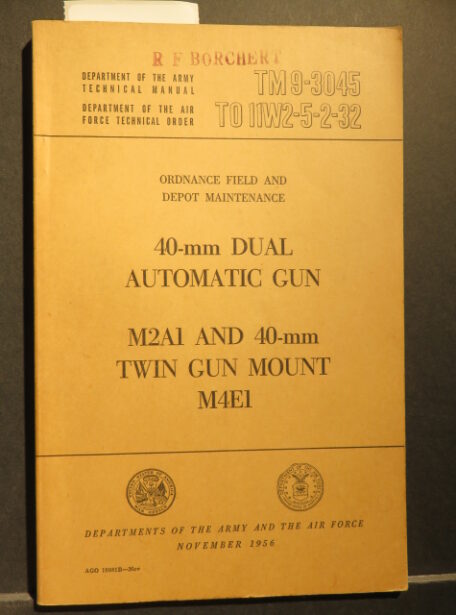 R F BORCHERT
DEPARTMENT OF THE ARMY
TECHNICAL MANUAL
DEPARTMENT OF THE AIR
FORCE TECHNICAL ORDER
TM 9-3045
TO 11W2-5-2-32
ORDNANCE FIELD AND
DEPOT MAINTENANCE
40-mm DUAL
AUTOMATIC GUN
M2A1 AND 40-mm
TWIN GUN MOUNT
M4E1
DEPARTMENTS OF THE ARMY AND THE AIR FORCE
NOVEMBER 1956
AGO